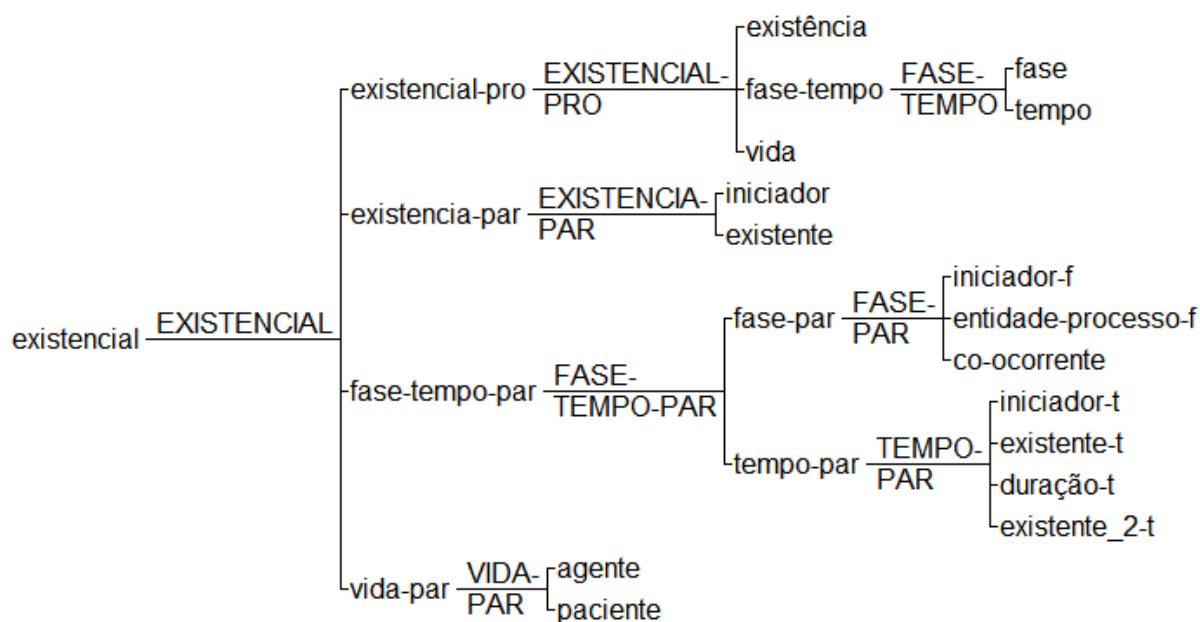 existência
existencial-pro EXISTENCIAL-PRO fase-tempo FASE-TEMPO fase
tempo
vida
existencia-par EXISTENCIA-PAR iniciador
existente
existencial EXISTENCIAL
fase-par FASE-PAR iniciador-f
entidade-processo-f
co-ocorrente
fase-tempo-par FASE-TEMPO-PAR
tempo-par TEMPO-PAR iniciador-t
existente-t
duração-t
existente_2-t
vida-par VIDA-PAR agente
paciente